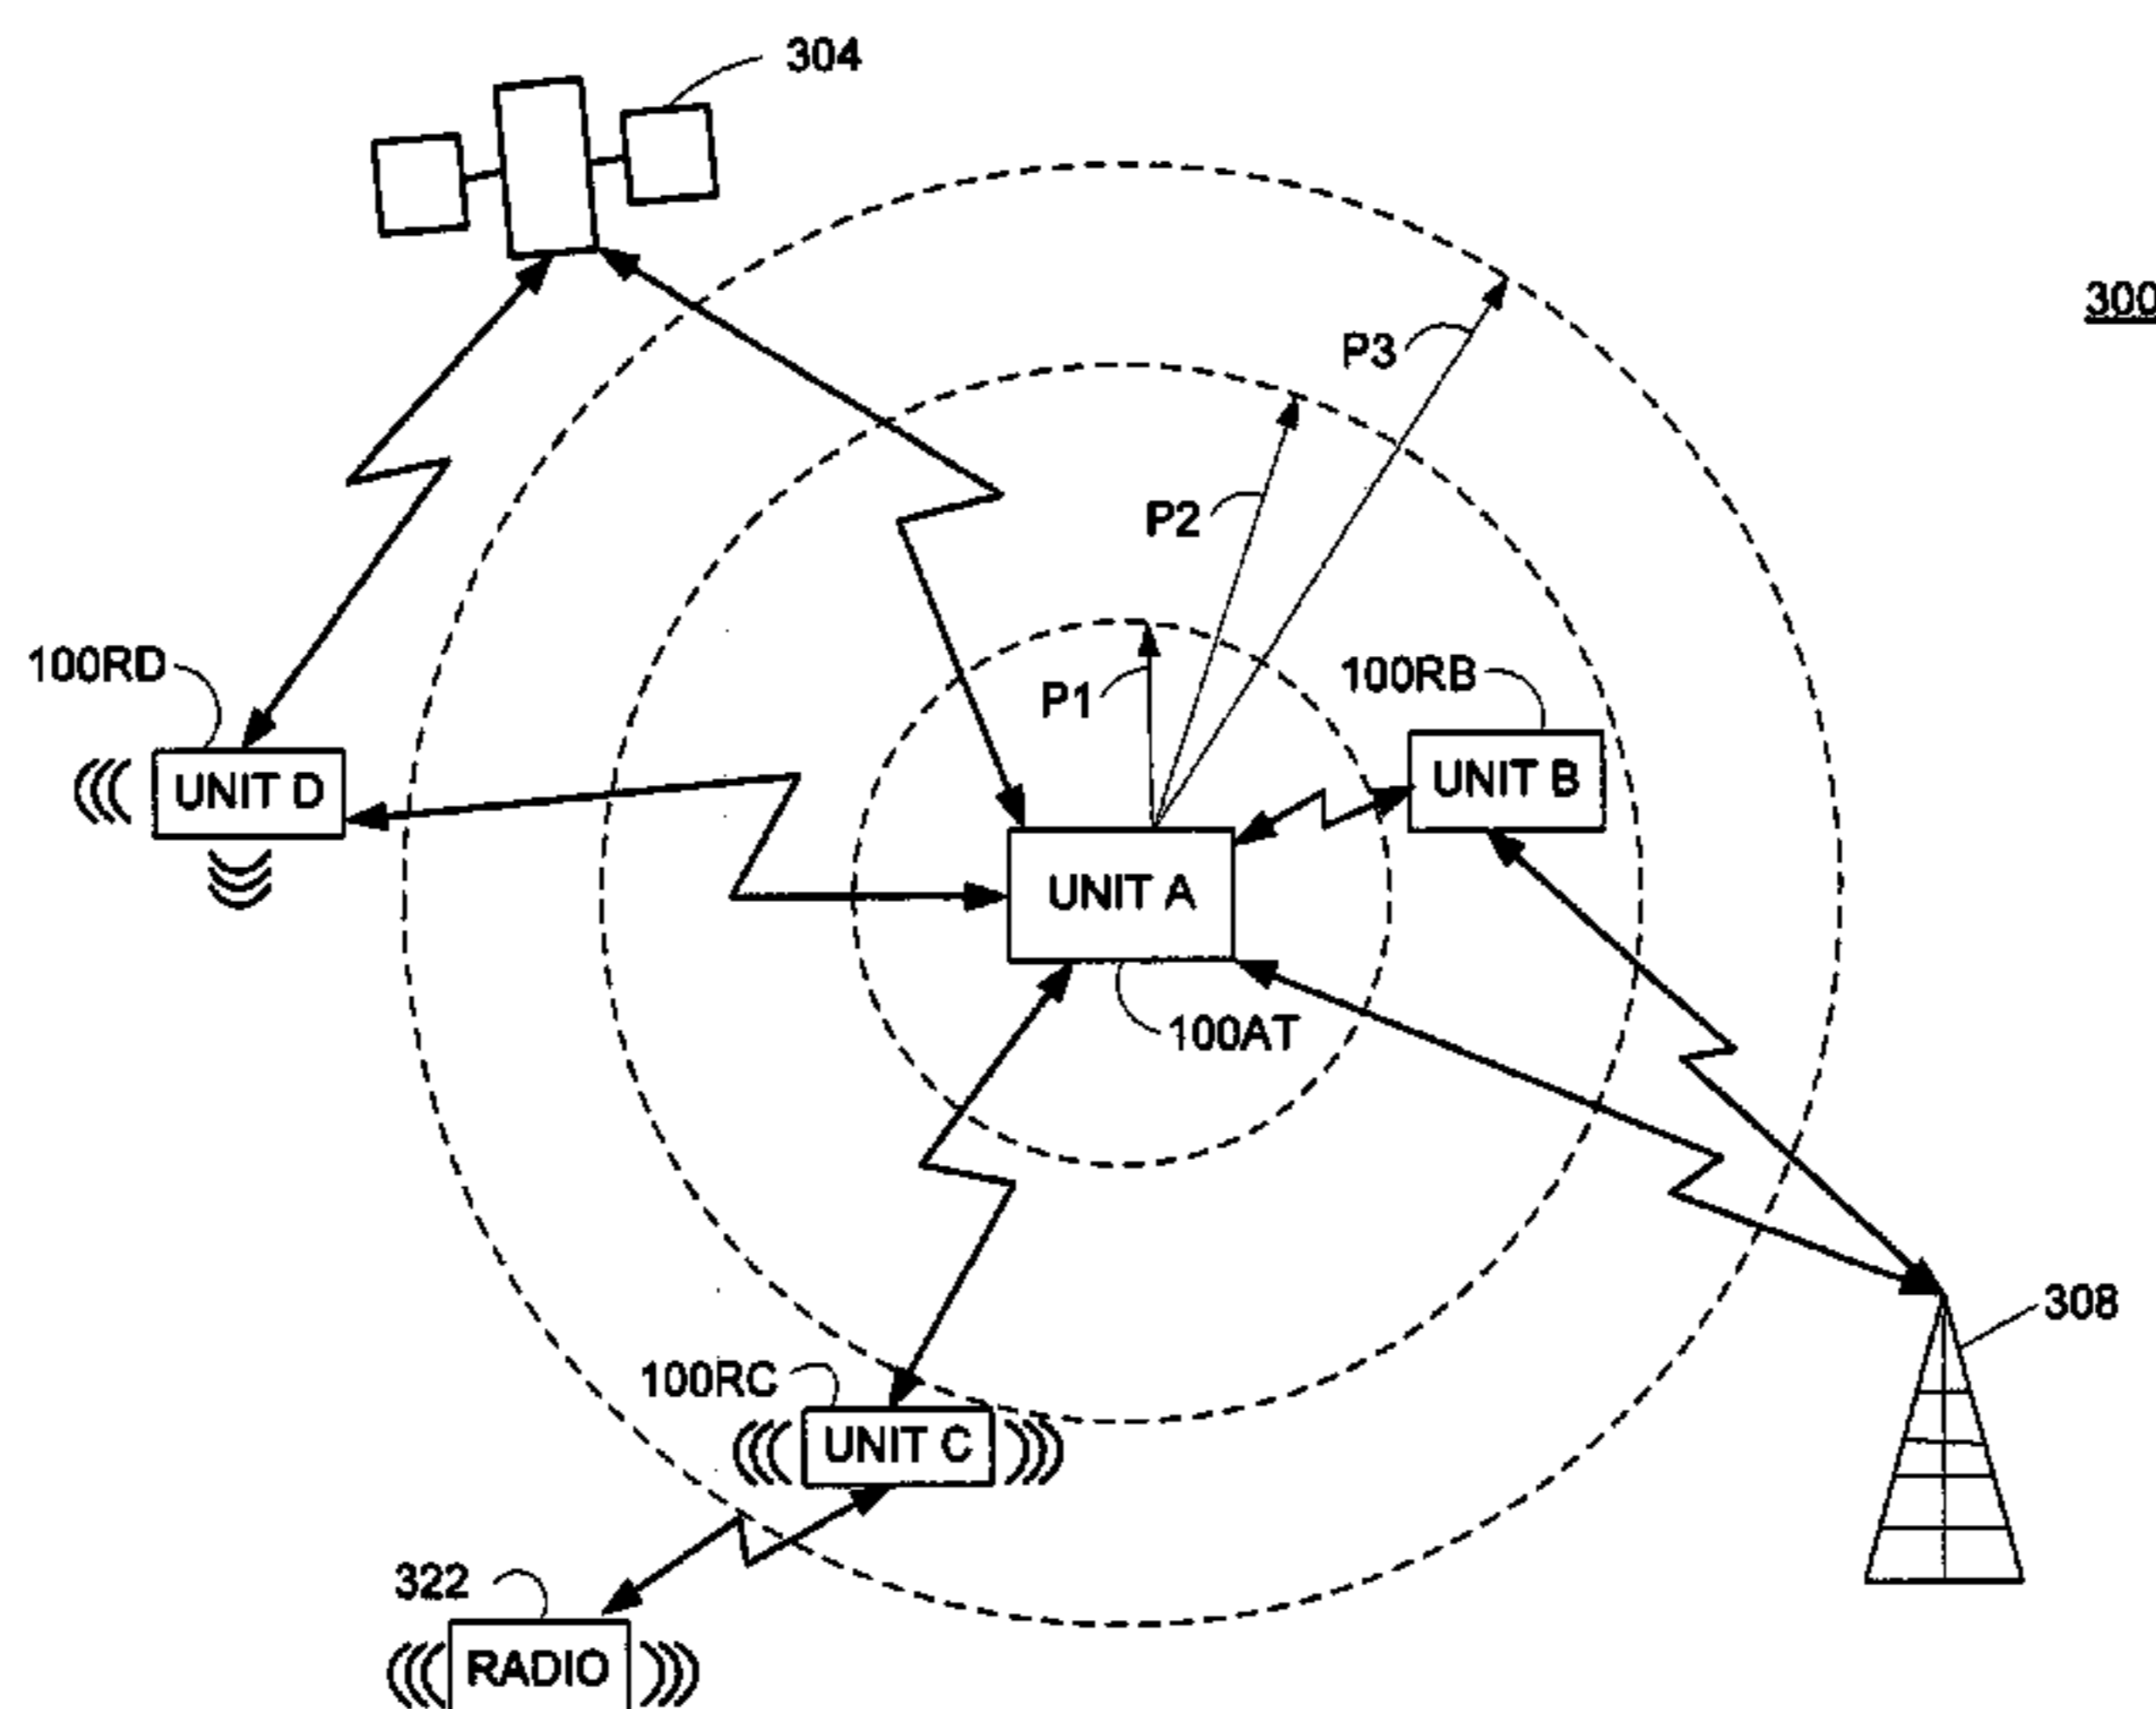 304
300
P3
P2
100RD
P1
100RB
UNIT D
UNIT B
UNIT A
100AT
308
100RC
UNIT C
322
RADIO